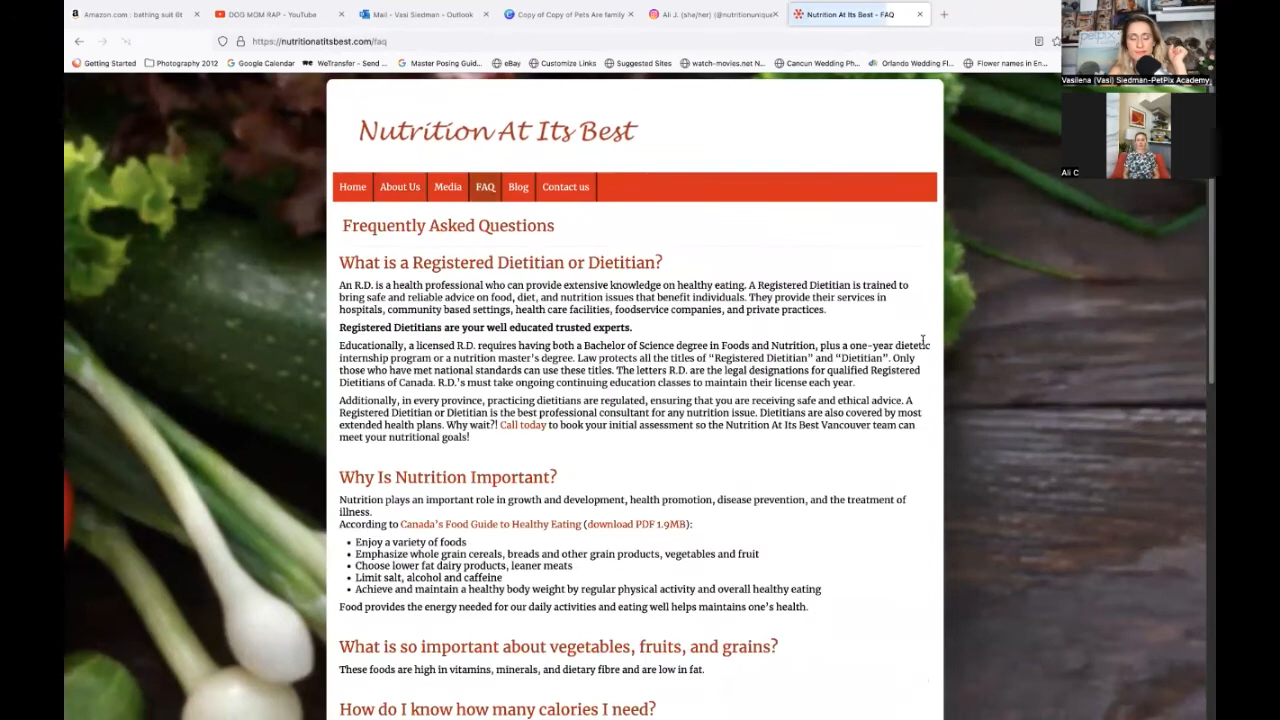 Amazon.com : bathing suit 6t
DOG MOM RAP - YouTube
Mail - Vasi Siedman - Outlook
Copy of Copy of Pets Are family
Ali J. (she/her) (@nutritionunique
Nutrition At Its Best - FAQ
https://nutritionatitsbest.com/faq
Getting Started
Photography 2012
Google Calendar
WeTransfer - Send ...
Master Posing Guid...
eBay
Customize Links
Suggested Sites
watch-movies.net N...
Cancun Wedding Ph...
Orlando Wedding Fl...
Flower names in En...
petpix
Vasilena (Vasi) Siedman-PetPix Academy
Ali C
Nutrition At Its Best
Home
About Us
Media
FAQ
Blog
Contact us
Frequently Asked Questions
What is a Registered Dietitian or Dietitian?
An R.D. is a health professional who can provide extensive knowledge on healthy eating. A Registered Dietitian is trained to
bring safe and reliable advice on food, diet, and nutrition issues that benefit individuals. They provide their services in
hospitals, community based settings, health care facilities, foodservice companies, and private practices.
Registered Dietitians are your well educated trusted experts.
Educationally, a licensed R.D. requires having both a Bachelor of Science degree in Foods and Nutrition, plus a one-year dietetic
internship program or a nutrition master's degree. Law protects all the titles of “Registered Dietitian” and “Dietitian”. Only
those who have met national standards can use these titles. The letters R.D. are the legal designations for qualified Registered
Dietitians of Canada. R.D.'s must take ongoing continuing education classes to maintain their license each year.
Additionally, in every province, practicing dietitians are regulated, ensuring that you are receiving safe and ethical advice. A
Registered Dietitian or Dietitian is the best professional consultant for any nutrition issue. Dietitians are also covered by most
extended health plans. Why wait?! Call today to book your initial assessment so the Nutrition At Its Best Vancouver team can
meet your nutritional goals!
Why Is Nutrition Important?
Nutrition plays an important role in growth and development, health promotion, disease prevention, and the treatment of
illness.
According to Canada's Food Guide to Healthy Eating (download PDF 1.9MB):
• Enjoy a variety of foods
• Emphasize whole grain cereals, breads and other grain products, vegetables and fruit
• Choose lower fat dairy products, leaner meats
• Limit salt, alcohol and caffeine
• Achieve and maintain a healthy body weight by regular physical activity and overall healthy eating
Food provides the energy needed for our daily activities and eating well helps maintains one's health.
What is so important about vegetables, fruits, and grains?
These foods are high in vitamins, minerals, and dietary fibre and are low in fat.
How do I know how many calories I need?